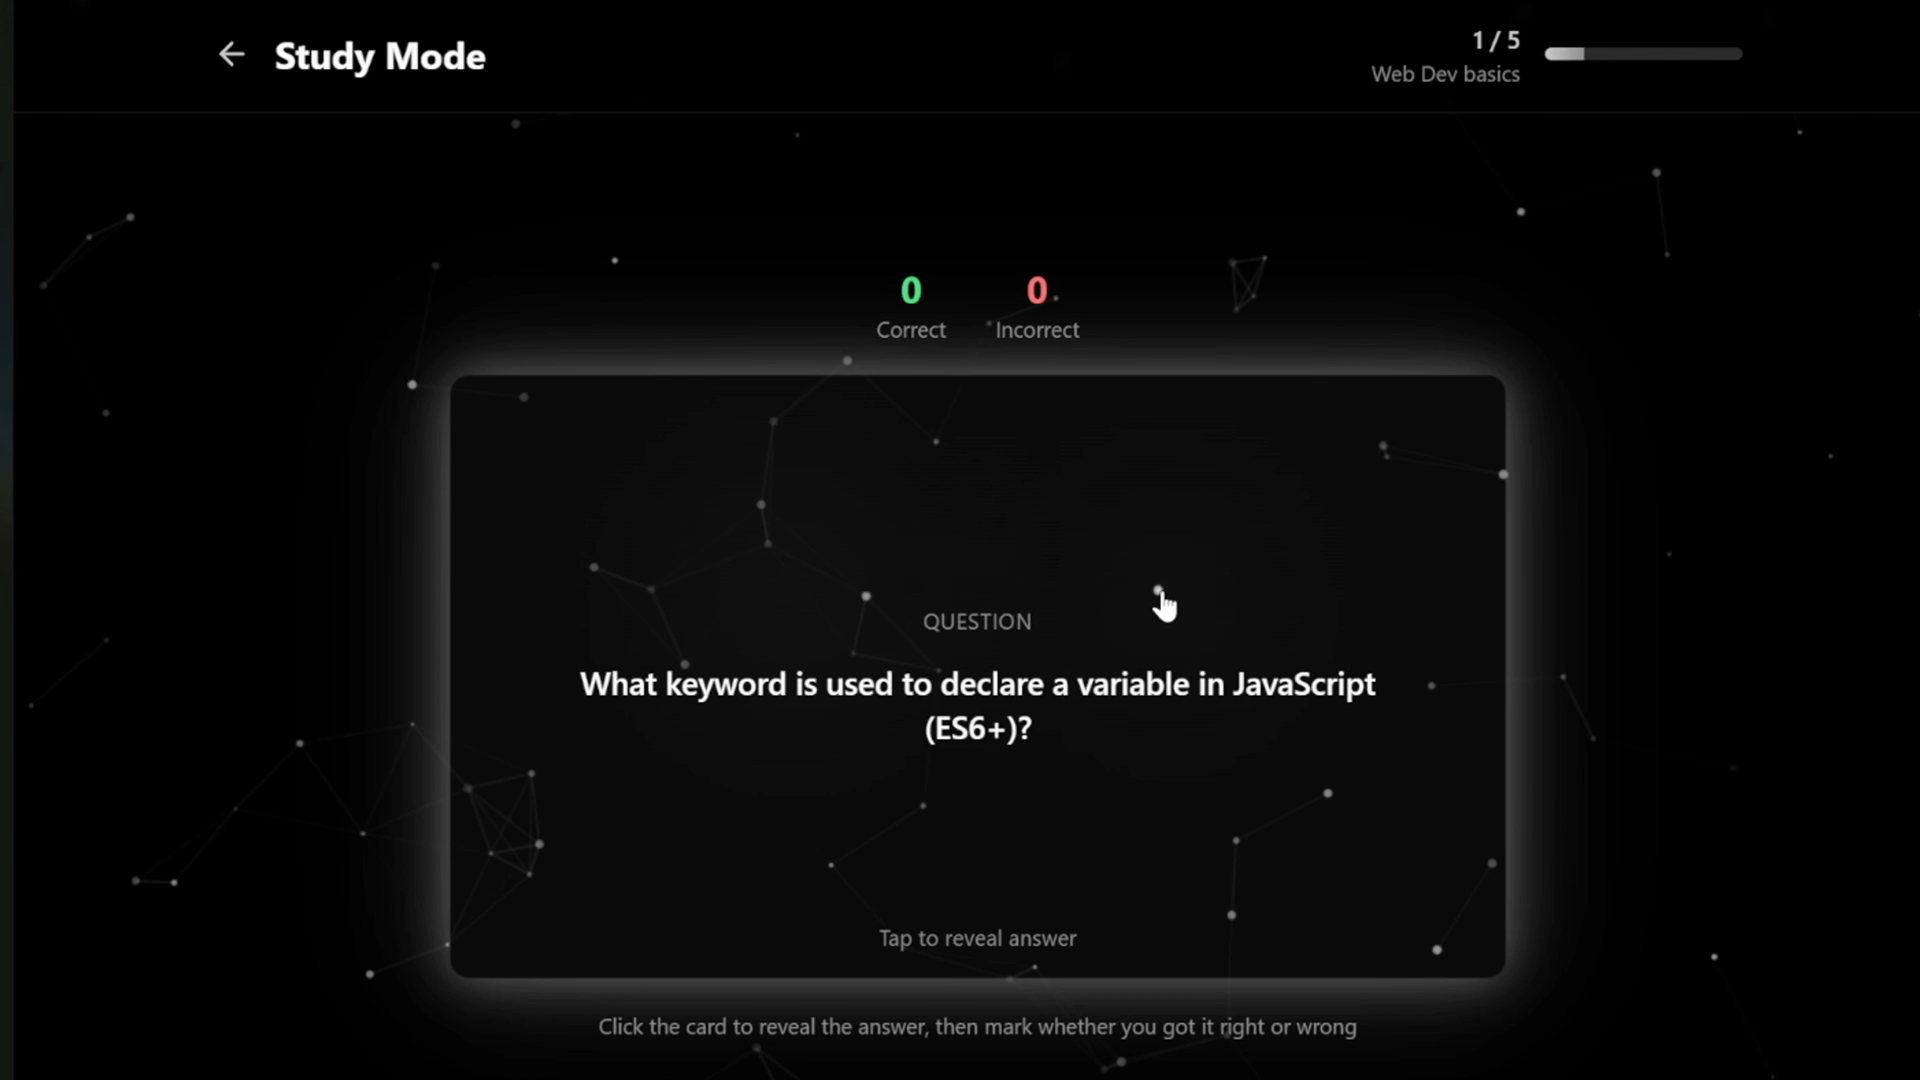 Study Mode
1 / 5
Web Dev basics
0
Correct
0
Incorrect
QUESTION
What keyword is used to declare a variable in JavaScript
(ES6+)?
Tap to reveal answer
Click the card to reveal the answer, then mark whether you got it right or wrong